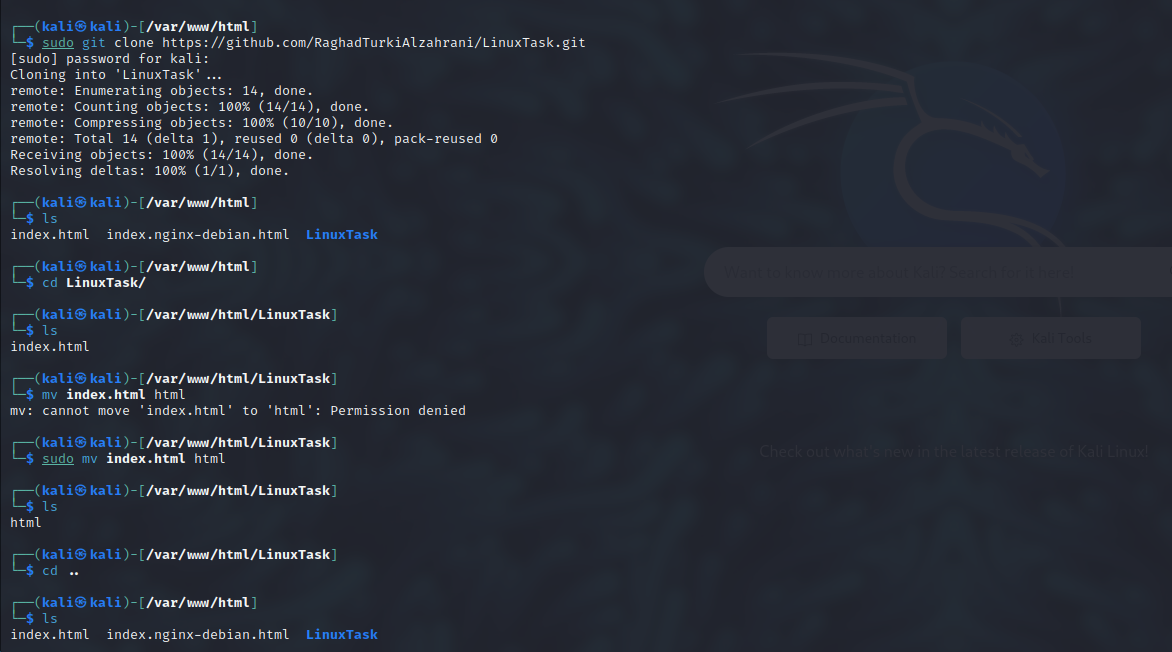 ┌──(kali㉿kali)-[/var/www/html]
└─$ sudo git clone https://github.com/RaghadTurkiAlzahrani/LinuxTask.git
[sudo] password for kali:
Cloning into 'LinuxTask'...
remote: Enumerating objects: 14, done.
remote: Counting objects: 100% (14/14), done.
remote: Compressing objects: 100% (10/10), done.
remote: Total 14 (delta 1), reused 0 (delta 0), pack-reused 0
Receiving objects: 100% (14/14), done.
Resolving deltas: 100% (1/1), done.
┌──(kali㉿kali)-[/var/www/html]
└─$ ls
index.html  index.nginx-debian.html  LinuxTask
┌──(kali㉿kali)-[/var/www/html]
└─$ cd LinuxTask/
┌──(kali㉿kali)-[/var/www/html/LinuxTask]
└─$ ls
index.html
┌──(kali㉿kali)-[/var/www/html/LinuxTask]
└─$ mv index.html html
mv: cannot move 'index.html' to 'html': Permission denied
┌──(kali㉿kali)-[/var/www/html/LinuxTask]
└─$ sudo mv index.html html
┌──(kali㉿kali)-[/var/www/html/LinuxTask]
└─$ ls
html
┌──(kali㉿kali)-[/var/www/html/LinuxTask]
└─$ cd ..
┌──(kali㉿kali)-[/var/www/html]
└─$ ls
index.html  index.nginx-debian.html  LinuxTask
Want to know more about Kali? Search for it here!
Documentation
Kali Tools
Check out what's new in the latest release of Kali Linux!